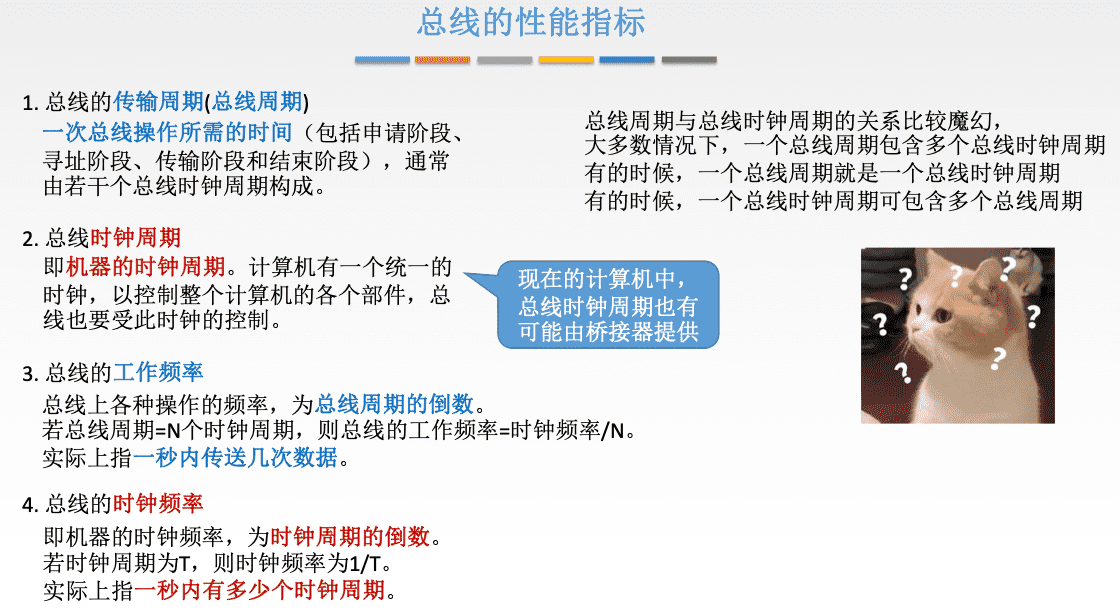 总线的性能指标
1. 总线的传输周期(总线周期)
一次总线操作所需的时间（包括申请阶段、
寻址阶段、传输阶段和结束阶段），通常
由若干个总线时钟周期构成。
总线周期与总线时钟周期的关系比较魔幻，
大多数情况下，一个总线周期包含多个总线时钟周期
有的时候，一个总线周期就是一个总线时钟周期
有的时候，一个总线时钟周期可包含多个总线周期
2. 总线时钟周期
即机器的时钟周期。计算机有一个统一的
时钟，以控制整个计算机的各个部件，总
线也要受此时钟的控制。
现在的计算机中，
总线时钟周期也有
可能由桥接器提供
? ? ?
? ?
? ?
3. 总线的工作频率
总线上各种操作的频率，为总线周期的倒数。
若总线周期=N个时钟周期，则总线的工作频率=时钟频率/N。
实际上指一秒内传送几次数据。
4. 总线的时钟频率
即机器的时钟频率，为时钟周期的倒数。
若时钟周期为T，则时钟频率为1/T。
实际上指一秒内有多少个时钟周期。